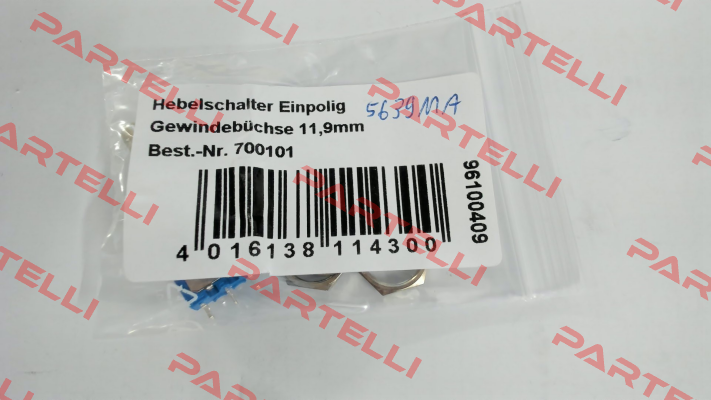 Hebelschalter Einpolig 5639MA
Gewindebüchse 11,9mm
Best.-Nr. 700101
96100409
4 016138 114300
PARTELLI
PARTELLI
PARTELLI
PARTELLI
PARTELLI
PARTELLI
PARTELLI
PARTELLI